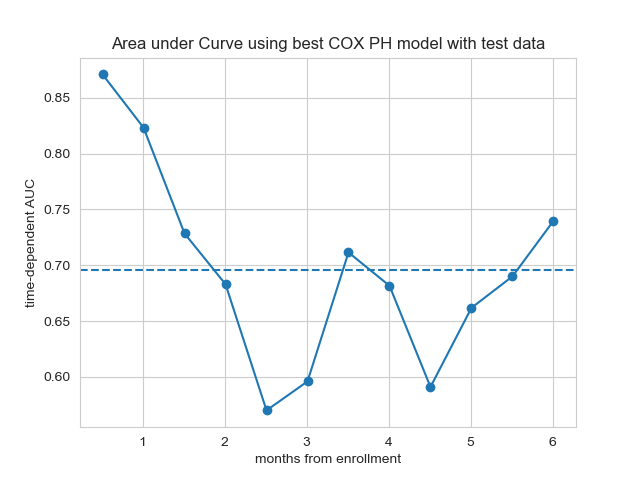 Area under Curve using best COX PH model with test data
time-dependent AUC
0.85
0.80
0.75
0.70
0.65
0.60
1 2 3 4 5 6
months from enrollment